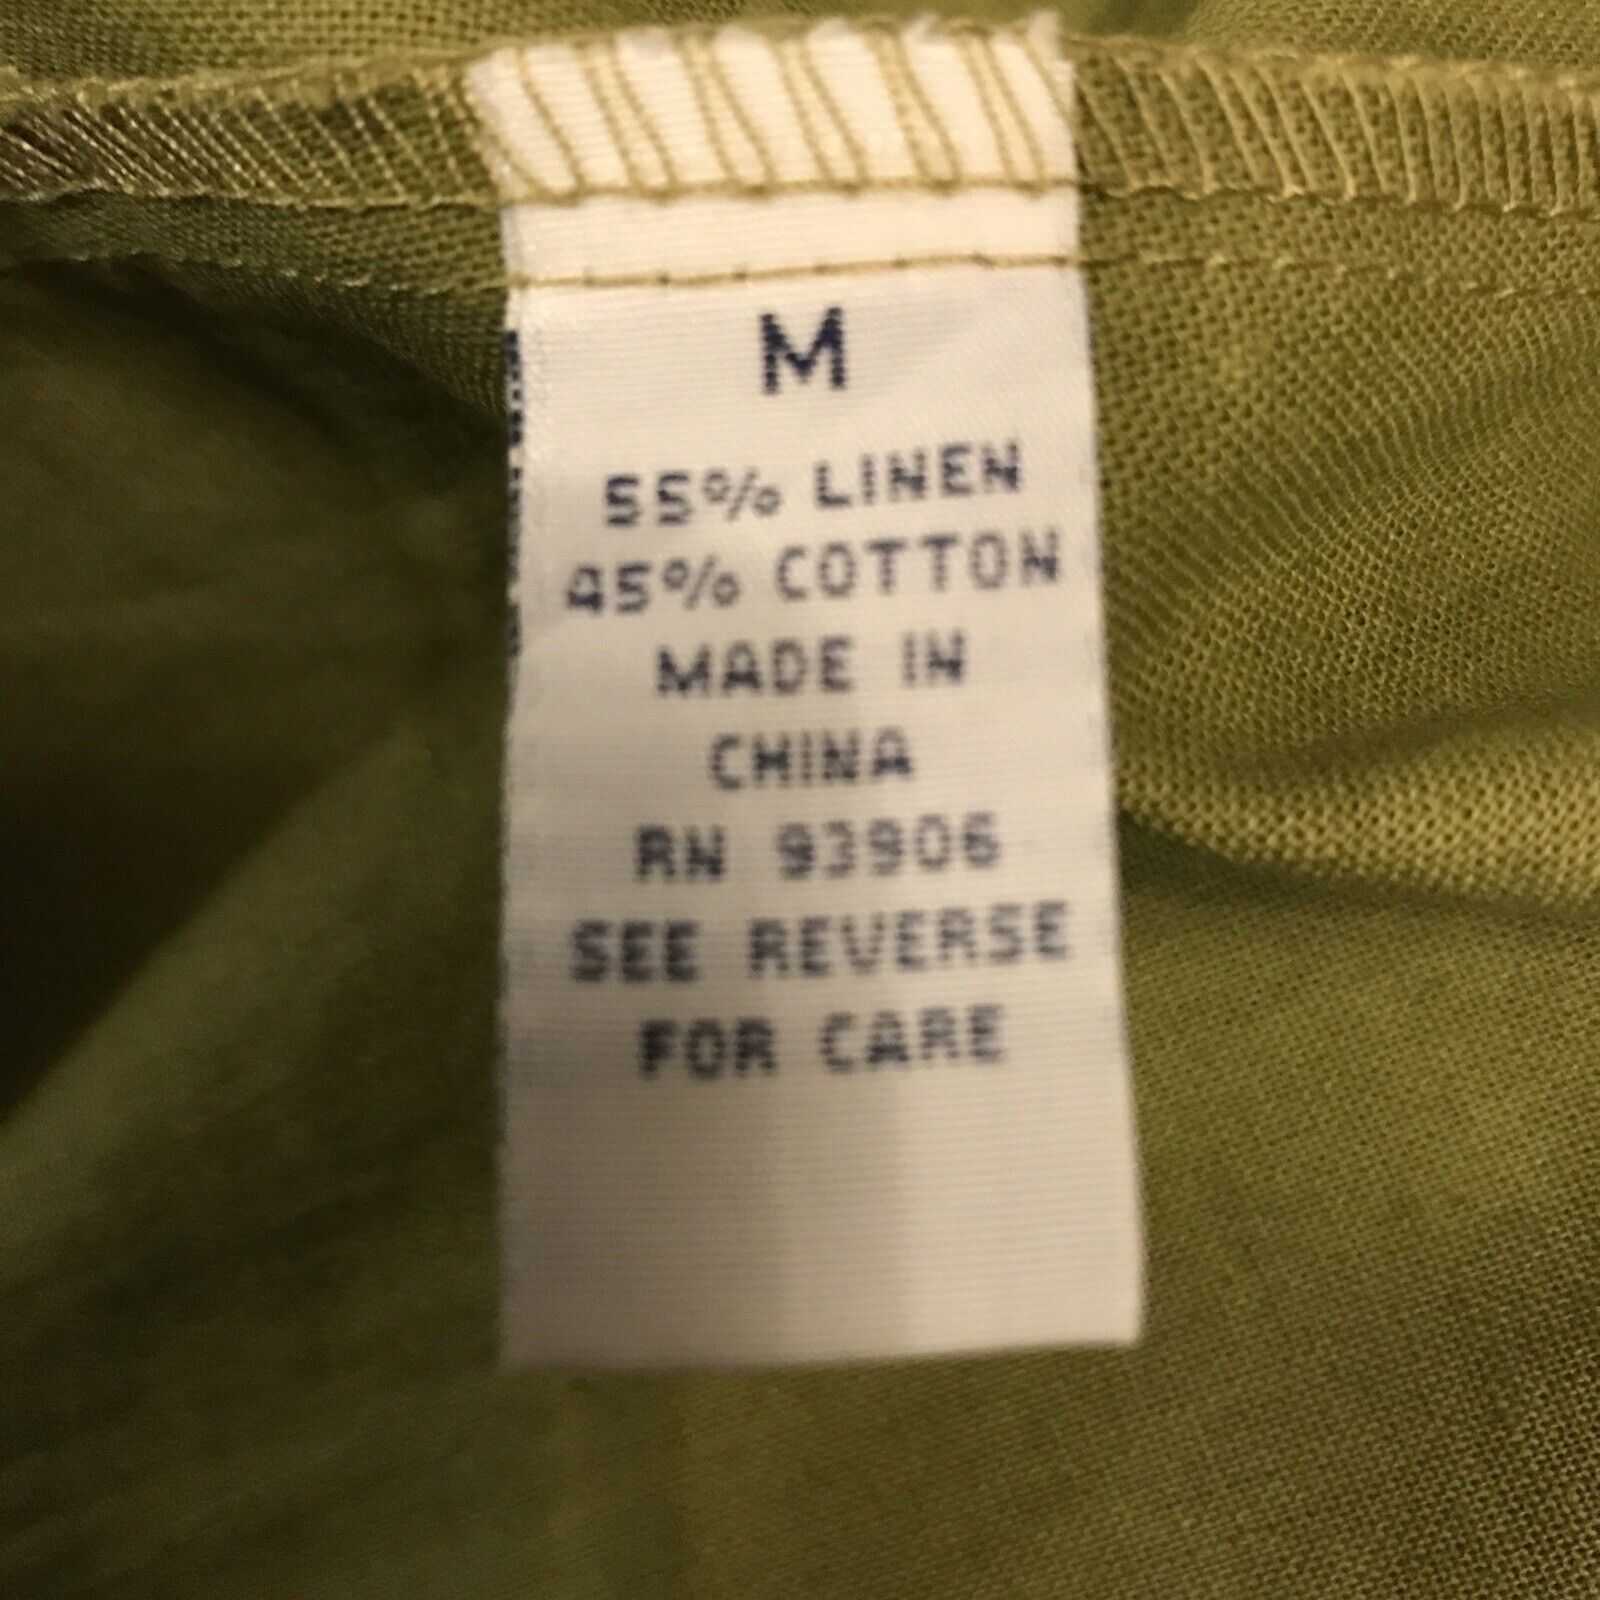 M
55% LINEN
45% COTTON
MADE IN
CHINA
RN 93906
SEE REVERSE
FOR CARE